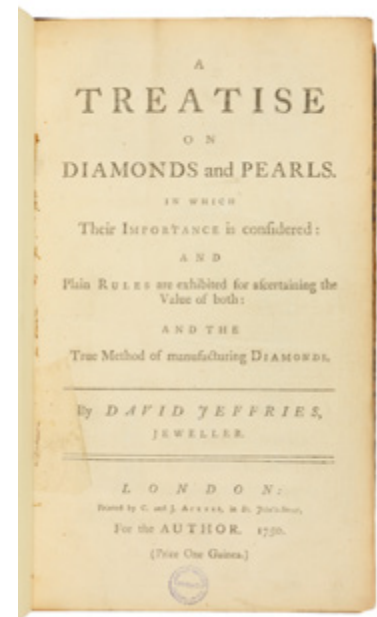 A
TREATISE
ON
DIAMONDS and PEARLS.
IN WHICH
Their IMPORTANCE is conſidered:
AND
Plain RULES are exhibited for aſcertaining the
Value of both:
AND THE
True Method of manufacturing DIAMONDS.
By DAVID JEFFRIES,
JEWELLER.
LONDON:
Printed by C. and J. ACKERS, in St. John's-Street,
For the AUTHOR. 1750.
(Price One Guinea.)